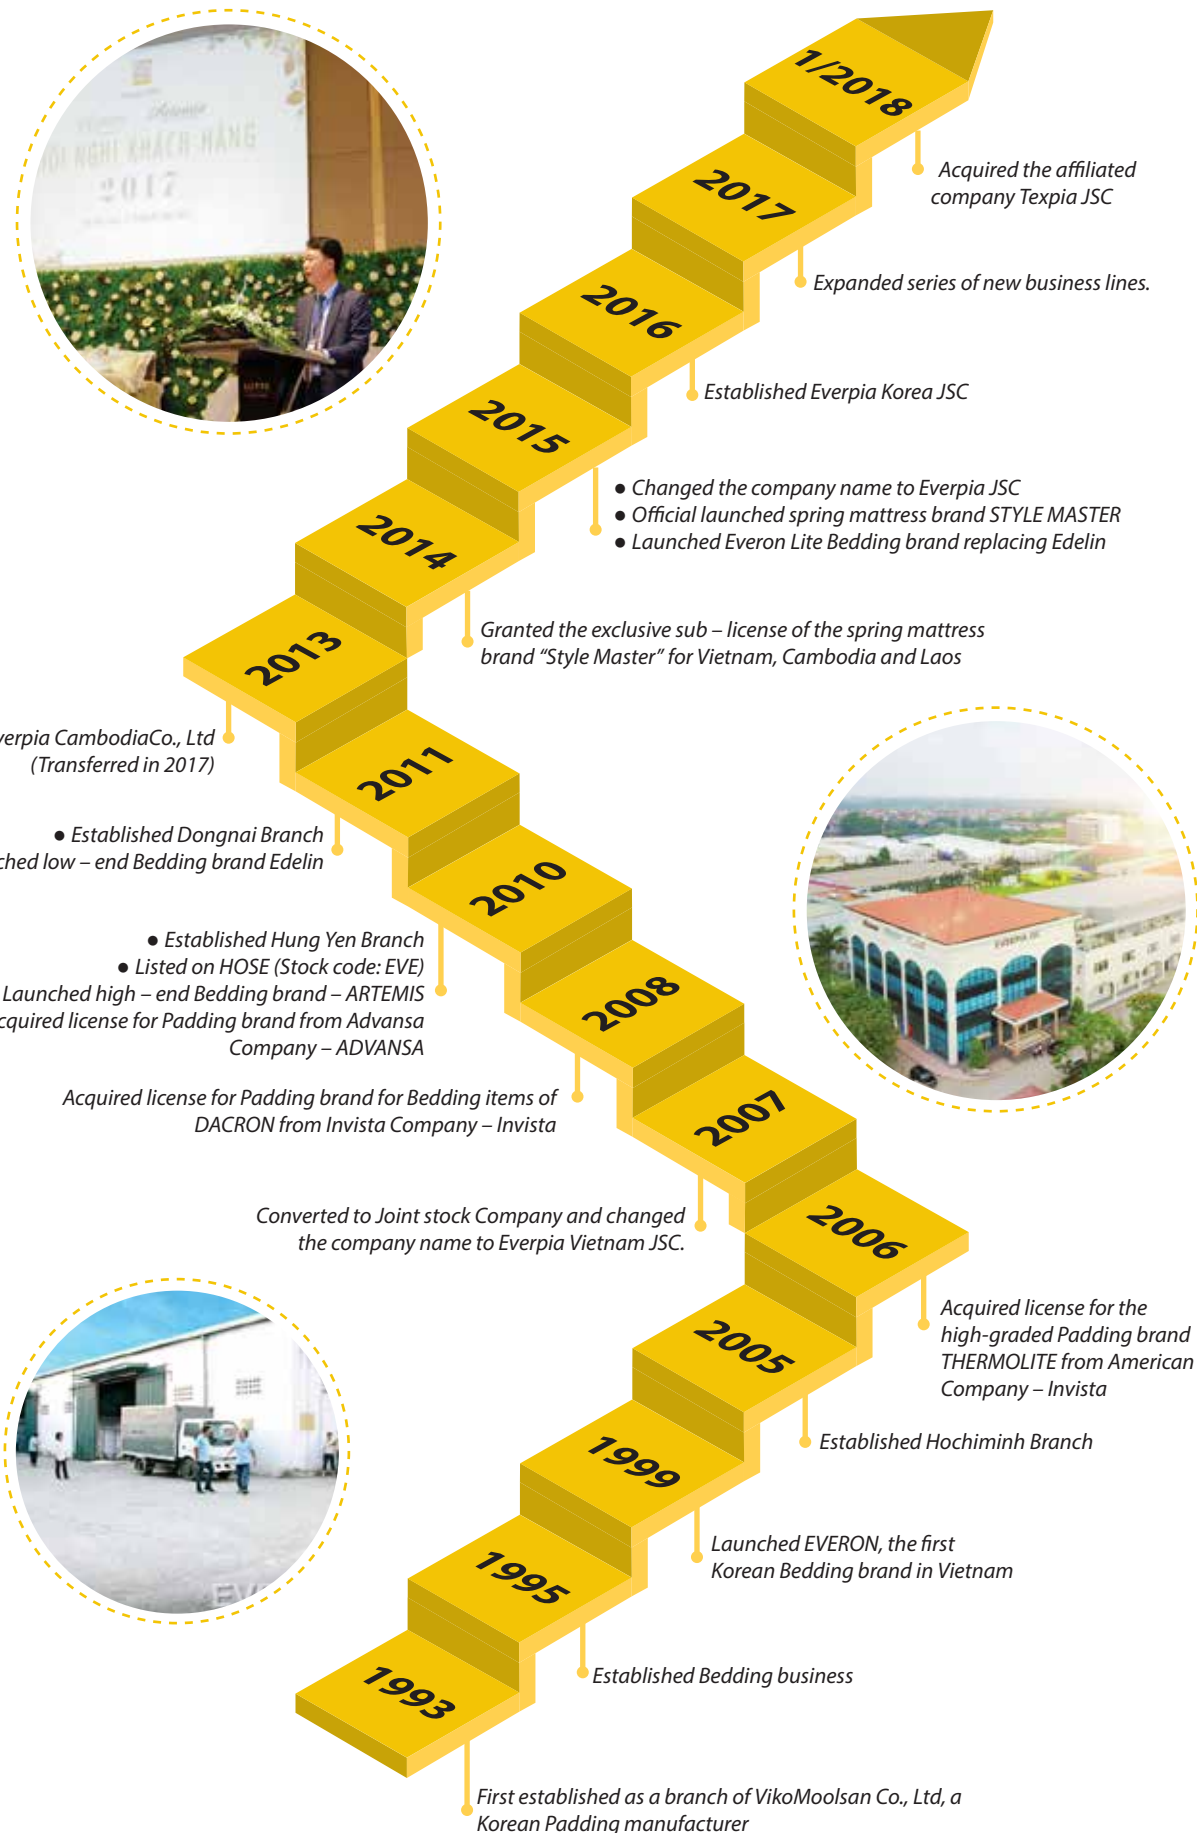 HỘI NGHỊ KHÁCH HÀNG
2017
1/2018
Acquired the affiliated
company Texpia JSC
2017
Expanded series of new business lines.
2016
Established Everpia Korea JSC
2015
● Changed the company name to Everpia JSC
● Official launched spring mattress brand STYLE MASTER
● Launched Everon Lite Bedding brand replacing Edelin
2014
Granted the exclusive sub – license of the spring mattress
brand “Style Master” for Vietnam, Cambodia and Laos
2013
CambodiaCo., Ltd
(Transferred in 2017)
2011
● Established Dongnai Branch
low – end Bedding brand Edelin
2010
● Established Hung Yen Branch
● Listed on HOSE (Stock code: EVE)
Launched high – end Bedding brand – ARTEMIS
license for Padding brand from Advansa
Company – ADVANSA
2008
Acquired license for Padding brand for Bedding items of
DACRON from Invista Company – Invista
2007
Converted to Joint stock Company and changed
the company name to Everpia Vietnam JSC.
2006
Acquired license for the
high-graded Padding brand
THERMOLITE from American
Company – Invista
2005
Established Hochiminh Branch
1999
Launched EVERON, the first
Korean Bedding brand in Vietnam
1995
Established Bedding business
1993
First established as a branch of VikoMoolsan Co., Ltd, a
Korean Padding manufacturer